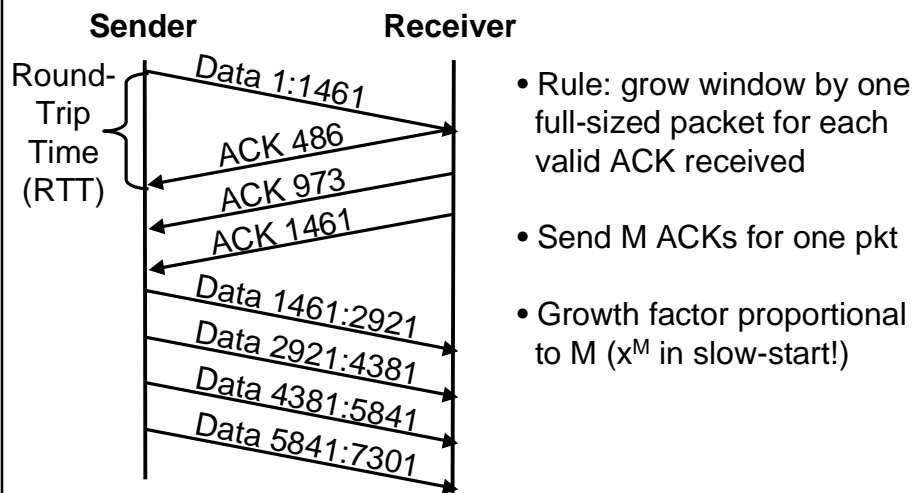 Sender
Receiver
Round-
Trip
Time
(RTT)
Data 1:1461
ACK 486
ACK 973
ACK 1461
Data 1461:2921
Data 2921:4381
Data 4381:5841
Data 5841:7301
• Rule: grow window by one
full-sized packet for each
valid ACK received
• Send M ACKs for one pkt
• Growth factor proportional
to M (xᴹ in slow-start!)